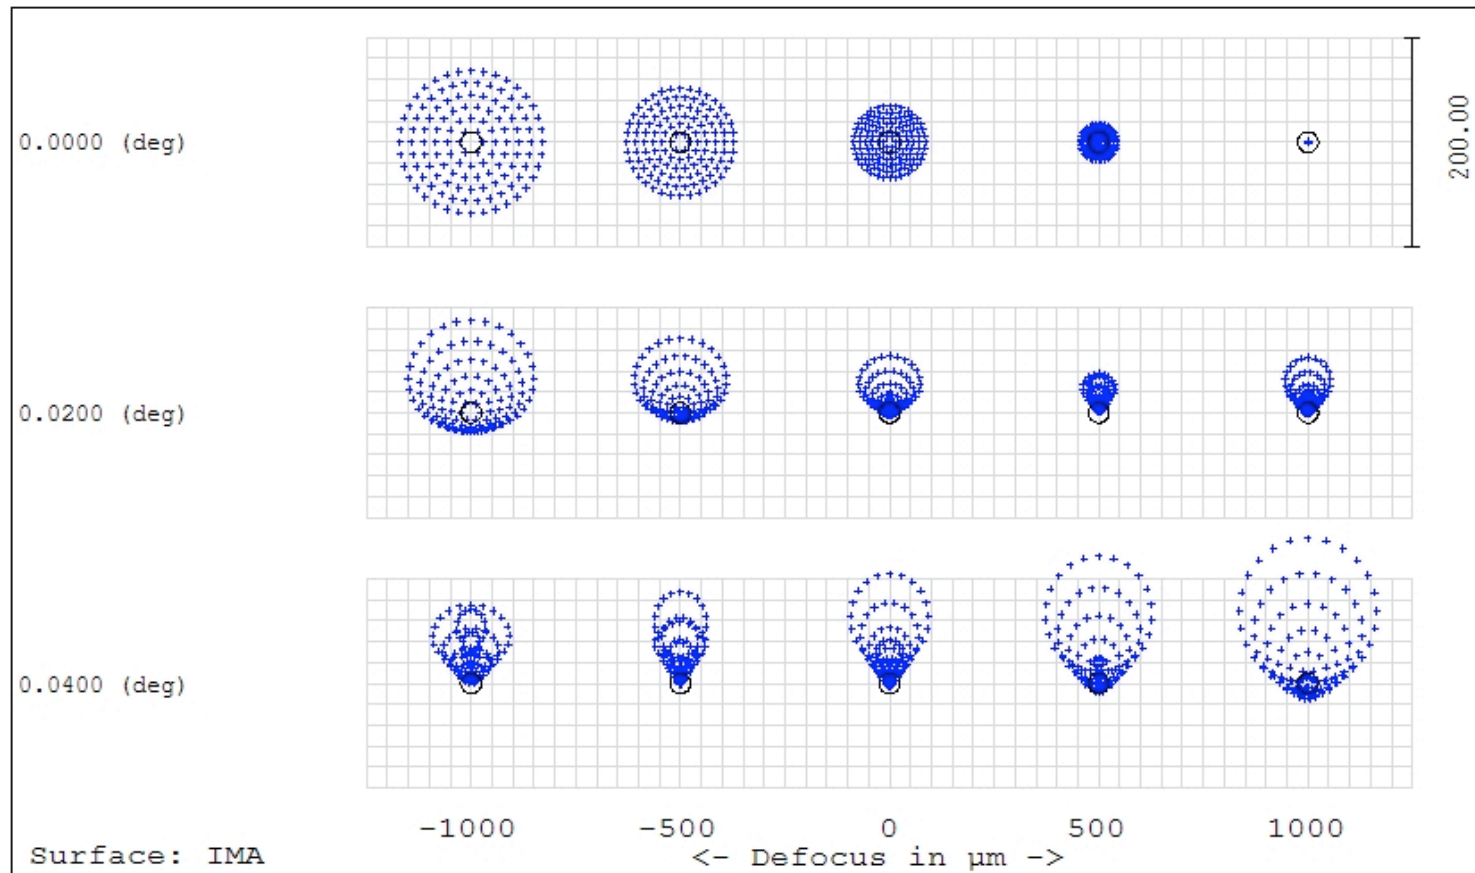 0.0000 (deg)
200.00
0.0200 (deg)
0.0400 (deg)
-1000 -500 0 500 1000
Surface: IMA
<- Defocus in µm ->